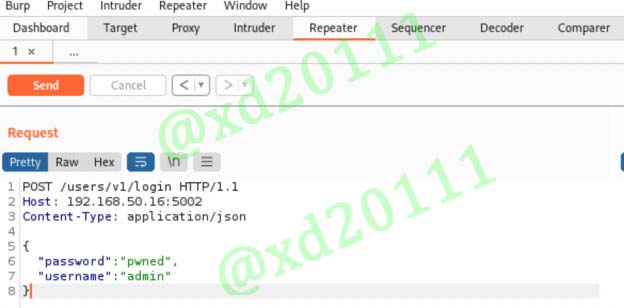 Burp Project Intruder Repeater Window Help
Dashboard Target Proxy Intruder Repeater Sequencer Decoder Comparer
1 × ...
Send Cancel < ▾ > ▾
Request
Pretty Raw Hex \n
1 POST /users/v1/login HTTP/1.1
2 Host: 192.168.50.16:5002
3 Content-Type: application/json
4
5 {
6 "password":"pwned",
7 "username":"admin"
8 }
@xd20111
@xd20111